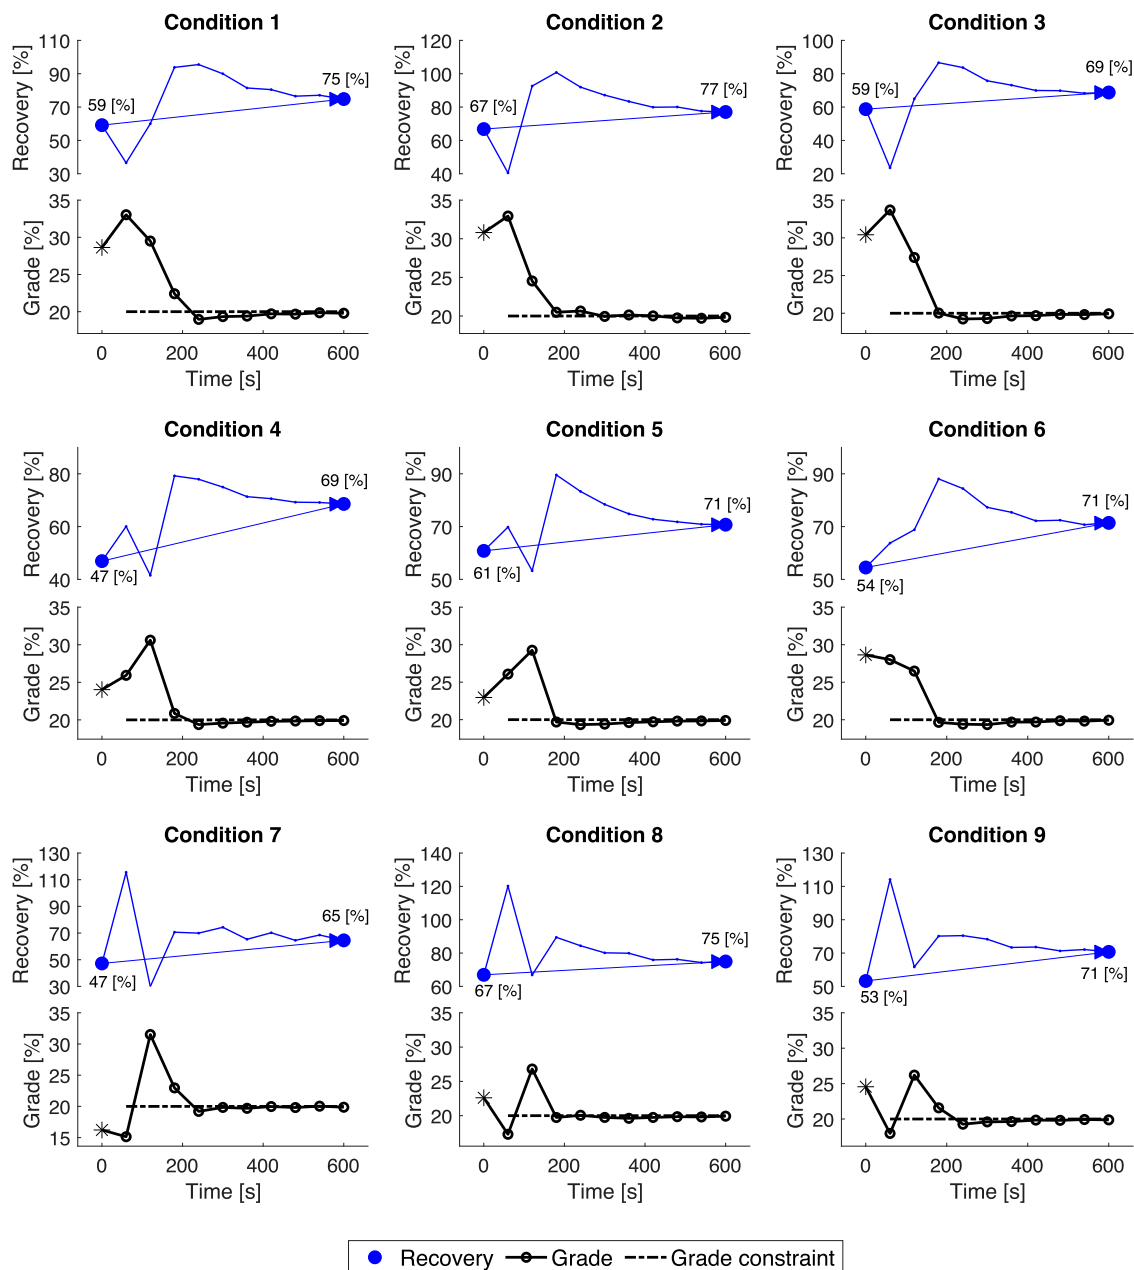 Condition 1
Recovery [%]
110
90
70
50
30
59 [%]
75 [%]
Grade [%]
35
30
25
20
0 200 400 600
Time [s]
Condition 2
Recovery [%]
120
100
80
60
40
67 [%]
77 [%]
Grade [%]
35
30
25
20
0 200 400 600
Time [s]
Condition 3
Recovery [%]
100
80
60
40
20
59 [%]
69 [%]
Grade [%]
35
30
25
20
0 200 400 600
Time [s]
Condition 4
Recovery [%]
80
60
40
47 [%]
69 [%]
Grade [%]
35
30
25
20
0 200 400 600
Time [s]
Condition 5
Recovery [%]
90
70
50
61 [%]
71 [%]
Grade [%]
35
30
25
20
0 200 400 600
Time [s]
Condition 6
Recovery [%]
90
70
50
54 [%]
71 [%]
Grade [%]
35
30
25
20
0 200 400 600
Time [s]
Condition 7
Recovery [%]
130
110
90
70
50
30
47 [%]
65 [%]
Grade [%]
35
30
25
20
15
0 200 400 600
Time [s]
Condition 8
Recovery [%]
140
120
100
80
60
67 [%]
75 [%]
Grade [%]
35
30
25
20
0 200 400 600
Time [s]
Condition 9
Recovery [%]
130
110
90
70
50
53 [%]
71 [%]
Grade [%]
35
30
25
20
0 200 400 600
Time [s]
Recovery Grade Grade constraint